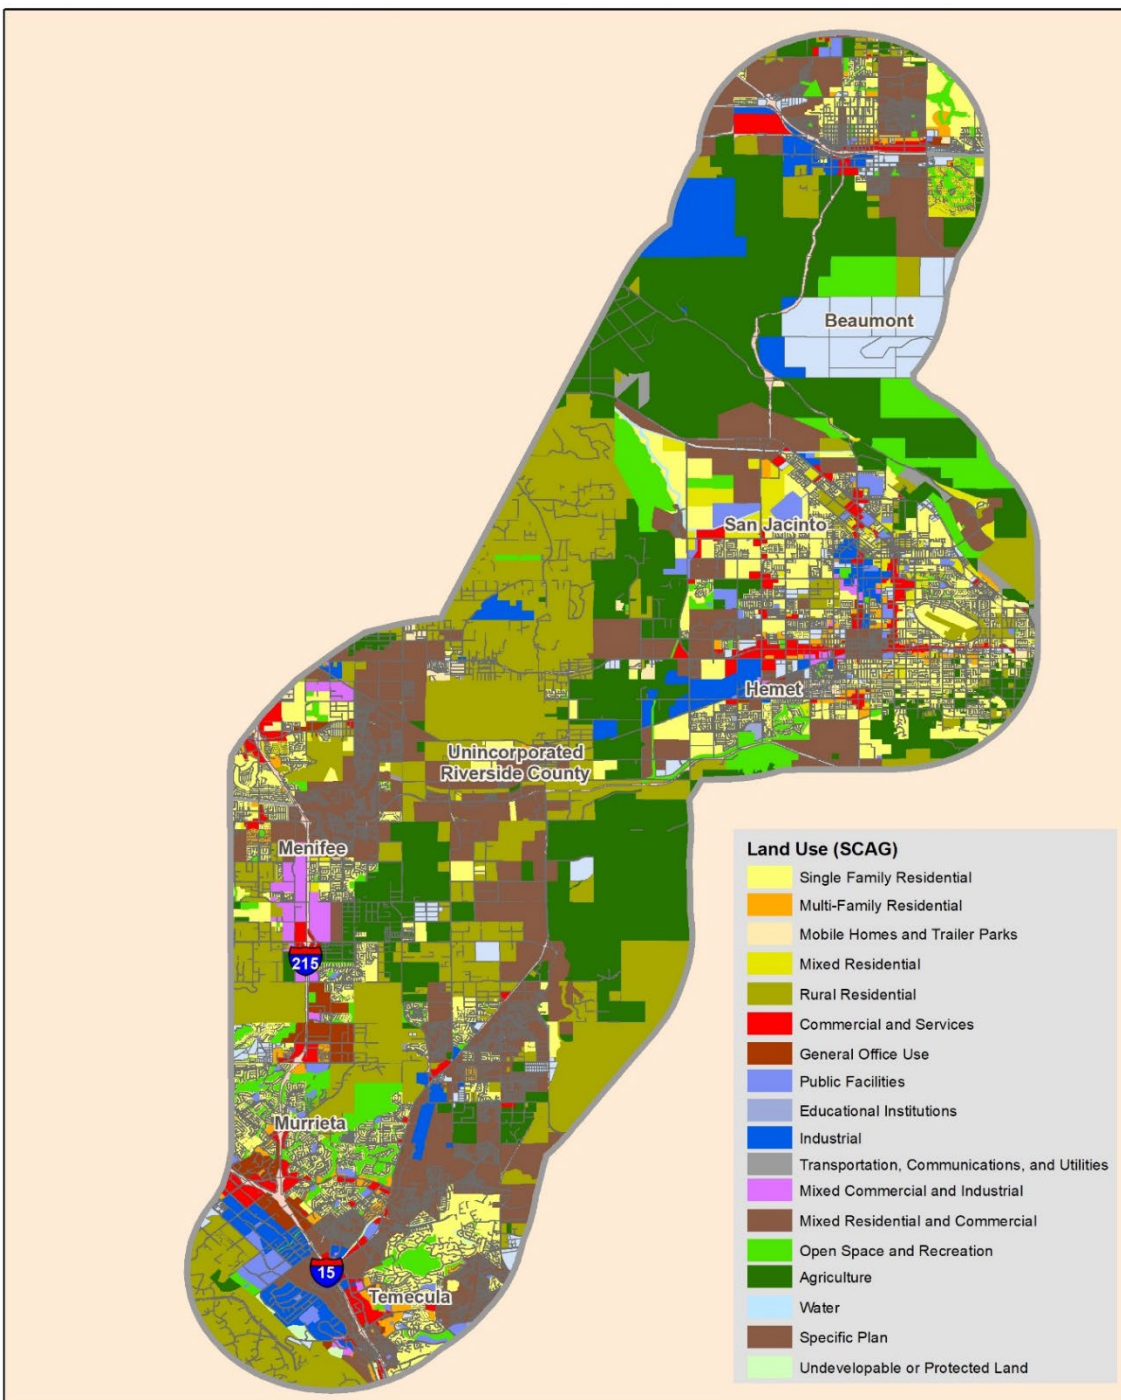 Beaumont
San Jacinto
Hemet
Unincorporated
Riverside County
Menifee
215
Murrieta
15
Temecula
Land Use (SCAG)
Single Family Residential
Multi-Family Residential
Mobile Homes and Trailer Parks
Mixed Residential
Rural Residential
Commercial and Services
General Office Use
Public Facilities
Educational Institutions
Industrial
Transportation, Communications, and Utilities
Mixed Commercial and Industrial
Mixed Residential and Commercial
Open Space and Recreation
Agriculture
Water
Specific Plan
Undevelopable or Protected Land